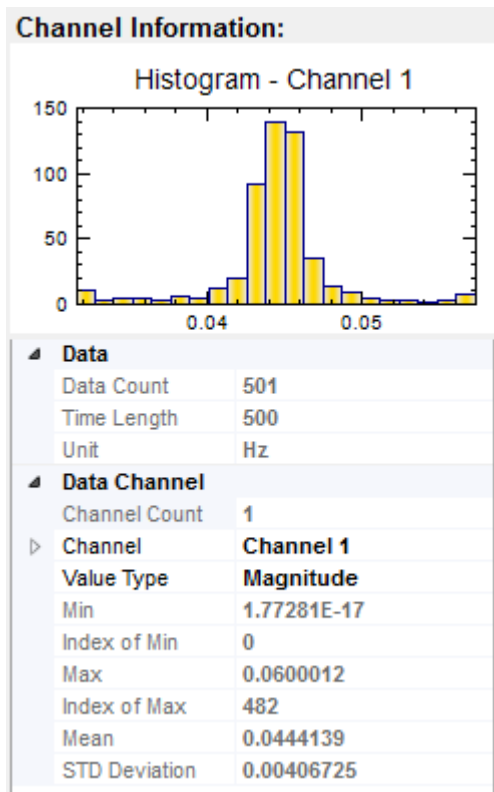 Channel Information:
Histogram - Channel 1
150
100
50
0
0.04 0.05
Data
Data Count 501
Time Length 500
Unit Hz
Data Channel
Channel Count 1
Channel Channel 1
Value Type Magnitude
Min 1.77281E-17
Index of Min 0
Max 0.0600012
Index of Max 482
Mean 0.0444139
STD Deviation 0.00406725